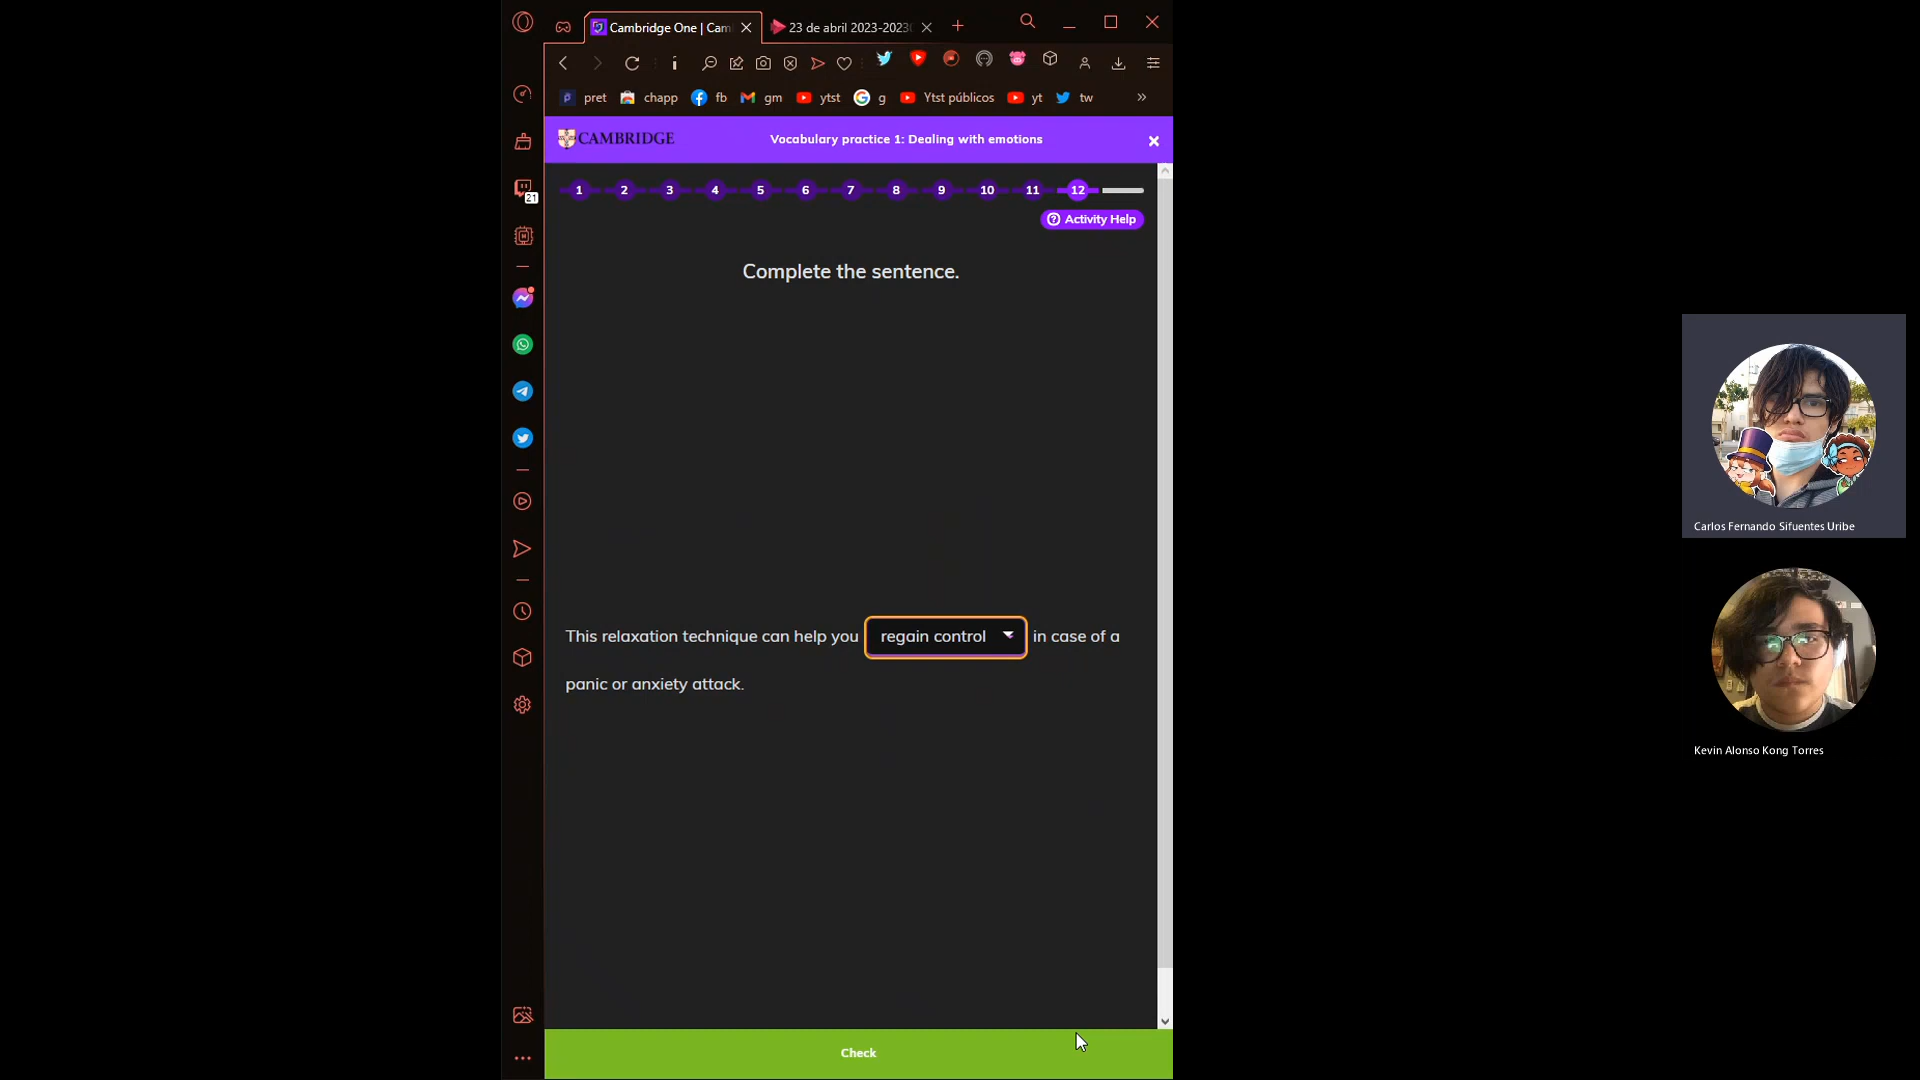 Cambridge One | Cam
23 de abril 2023-2023
pret
chapp
fb
gm
ytst
g
Ytst públicos
yt
tw
CAMBRIDGE
Vocabulary practice 1: Dealing with emotions
1 2 3 4 5 6 7 8 9 10 11 12
21
Activity Help
Complete the sentence.
This relaxation technique can help you regain control in case of a
panic or anxiety attack.
Check
Carlos Fernando Sifuentes Uribe
Kevin Alonso Kong Torres